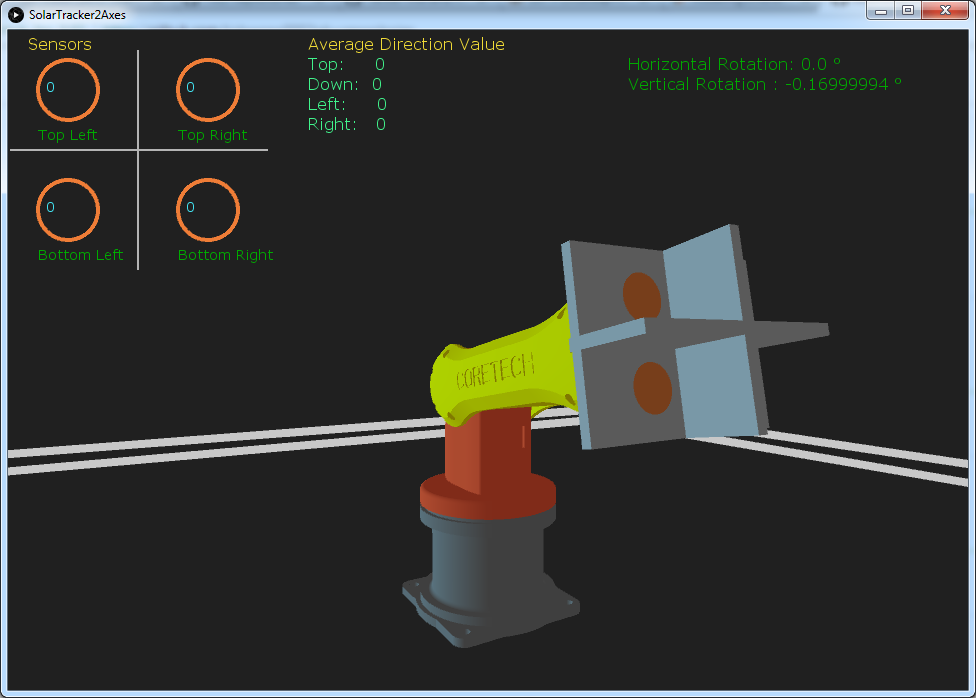 SolarTracker2Axes
Sensors
0
0
Top Left
Top Right
0
0
Bottom Left
Bottom Right
Average Direction Value
Top: 0
Down: 0
Left: 0
Right: 0
Horizontal Rotation: 0.0 º
Vertical Rotation : -0.16999994 º
CORETECH